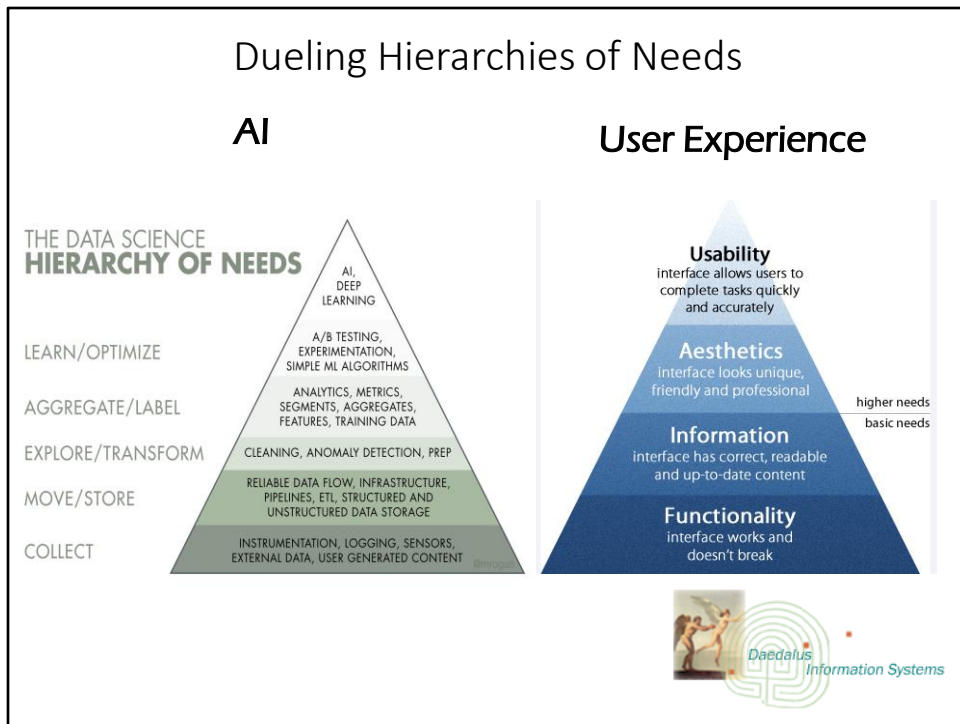 Dueling Hierarchies of Needs
AI
User Experience
THE DATA SCIENCE
HIERARCHY OF NEEDS
AI,
DEEP
LEARNING
LEARN/OPTIMIZE
A/B TESTING,
EXPERIMENTATION,
SIMPLE ML ALGORITHMS
AGGREGATE/LABEL
ANALYTICS, METRICS,
SEGMENTS, AGGREGATES,
FEATURES, TRAINING DATA
EXPLORE/TRANSFORM
CLEANING, ANOMALY DETECTION, PREP
MOVE/STORE
RELIABLE DATA FLOW, INFRASTRUCTURE,
PIPELINES, ETL, STRUCTURED AND
UNSTRUCTURED DATA STORAGE
COLLECT
INSTRUMENTATION, LOGGING, SENSORS,
EXTERNAL DATA, USER GENERATED CONTENT
Usability
interface allows users to
complete tasks quickly
and accurately
Aesthetics
interface looks unique,
friendly and professional
higher needs
basic needs
Information
interface has correct, readable
and up-to-date content
Functionality
interface works and
doesn't break
Daedalus
Information Systems